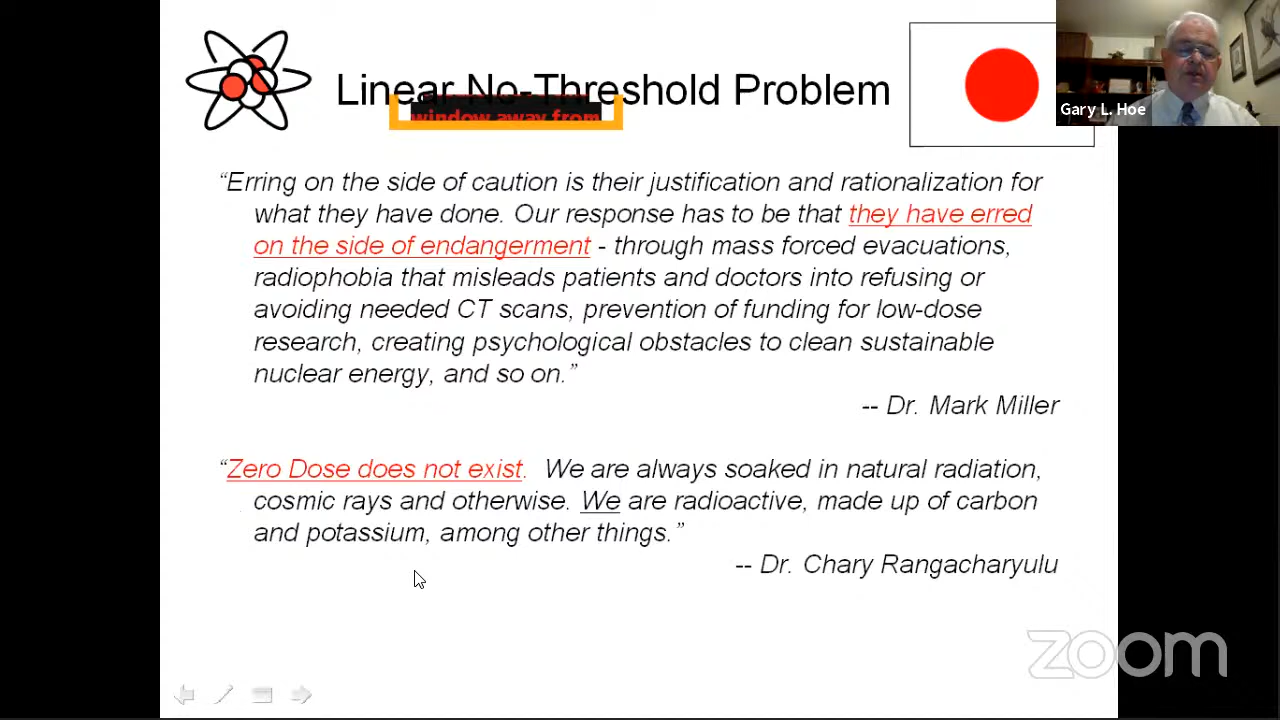 Linear No-Threshold Problem
window away from
Gary L. Hoe
“Erring on the side of caution is their justification and rationalization for
what they have done. Our response has to be that they have erred
on the side of endangerment - through mass forced evacuations,
radiophobia that misleads patients and doctors into refusing or
avoiding needed CT scans, prevention of funding for low-dose
research, creating psychological obstacles to clean sustainable
nuclear energy, and so on.”
-- Dr. Mark Miller
“Zero Dose does not exist. We are always soaked in natural radiation,
cosmic rays and otherwise. We are radioactive, made up of carbon
and potassium, among other things.”
-- Dr. Chary Rangacharyulu
zoom